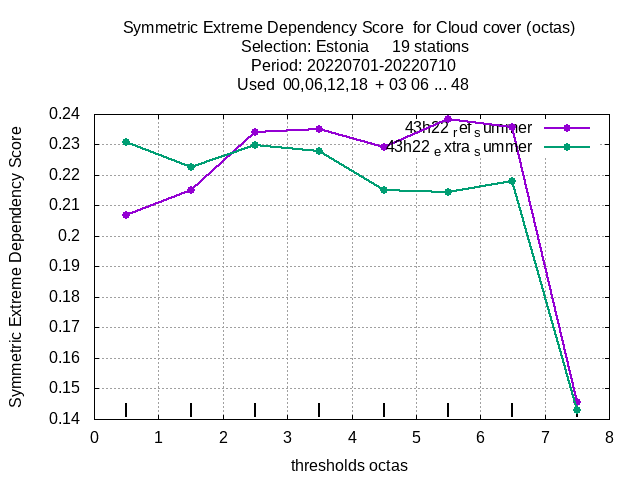 Symmetric Extreme Dependency Score for Cloud cover (octas)
Selection: Estonia 19 stations
Period: 20220701-20220710
Used 00,06,12,18 + 03 06 ... 48
Symmetric Extreme Dependency Score
0.24
0.23
0.22
0.21
0.2
0.19
0.18
0.17
0.16
0.15
0.14
43h22 ref summer
43h22 extra summer
0 1 2 3 4 5 6 7 8
thresholds octas